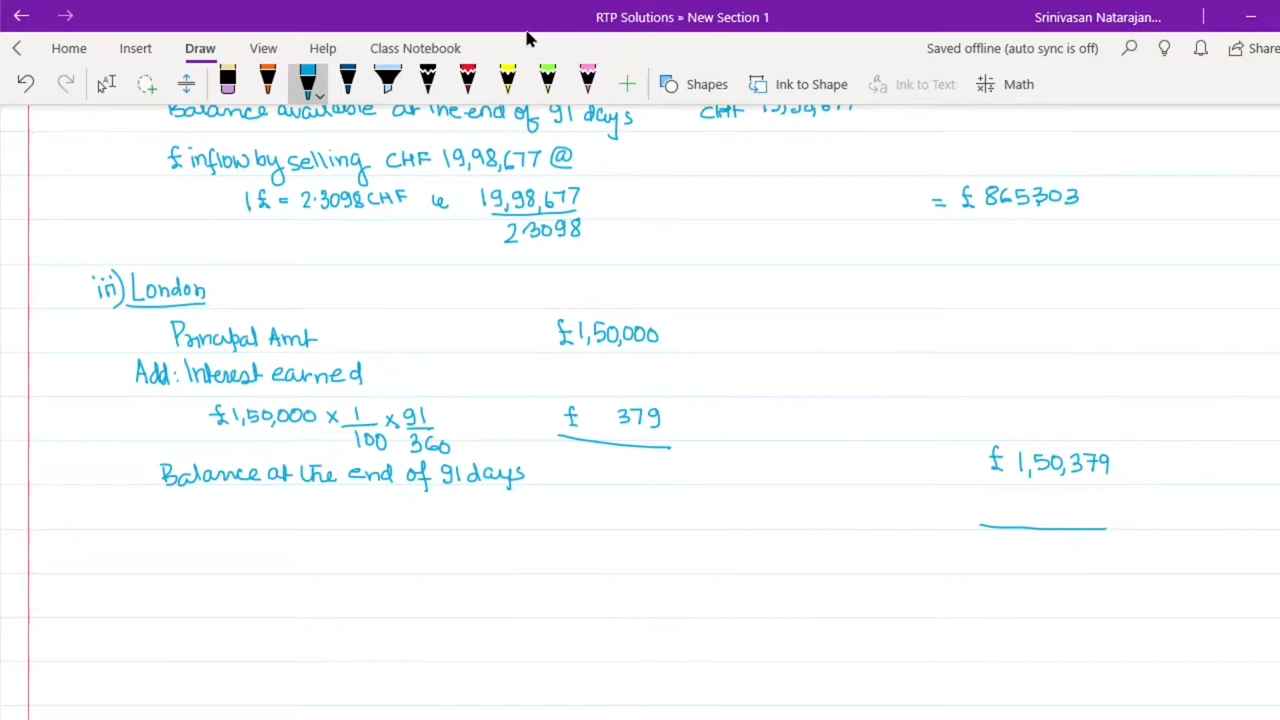 RTP Solutions » New Section 1
Srinivasan Natarajan...
Home Insert Draw View Help Class Notebook
Saved offline (auto sync is off)
Share
Shapes
Ink to Shape
Ink to Text
Math
Balance available at the end of 91 days CHF
£ inflow by selling CHF 19,98,677 @
1£ = 2.3098 CHF ie 19,98,677 = £ 865303
2.3098
iii) London
Principal Amt £1,50,000
Add: Interest earned
£1,50,000 × 1/100 × 91/360 £ 379
Balance at the end of 91 days £ 1,50,379